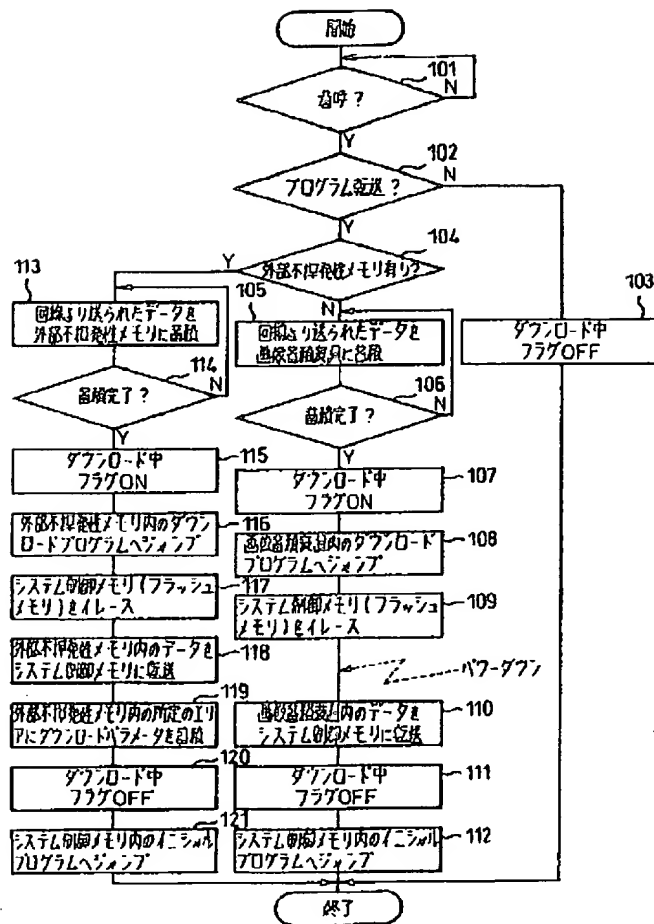 開始
101
着呼?
N
Y
102
プログラム転送?
N
Y
104
外部不揮発性メモリ有り?
Y
N
113
回線より送られたデータを
外部不揮発性メモリに蓄積
105
回線より送られたデータを
画像蓄積装置に蓄積
103
ダウンロード中
フラグOFF
114
蓄積完了?
N
Y
106
蓄積完了?
N
Y
ダウンロード中
フラグON
115
ダウンロード中
フラグON
107
外部不揮発性メモリ内のダウン
ロードプログラムへジャンプ
116
画像蓄積装置内のダウンロード
プログラムへジャンプ
108
システム制御メモリ(フラッシュ
メモリ)をイレース
117
システム制御メモリ(フラッシュ
メモリ)をイレース
109
外部不揮発性メモリ内のデータを
システム制御メモリに転送
118
パワーダウン
119
外部不揮発性メモリ内の所定のエリ
アにダウンロードパラメータを
画像蓄積装置内のデータを
システム制御メモリに転送
110
120
ダウンロード中
フラグOFF
ダウンロード中
フラグOFF
111
121
システム制御メモリ内のイニシャル
プログラムへジャンプ
システム制御メモリ内のイニシャル
プログラムへジャンプ
112
終了